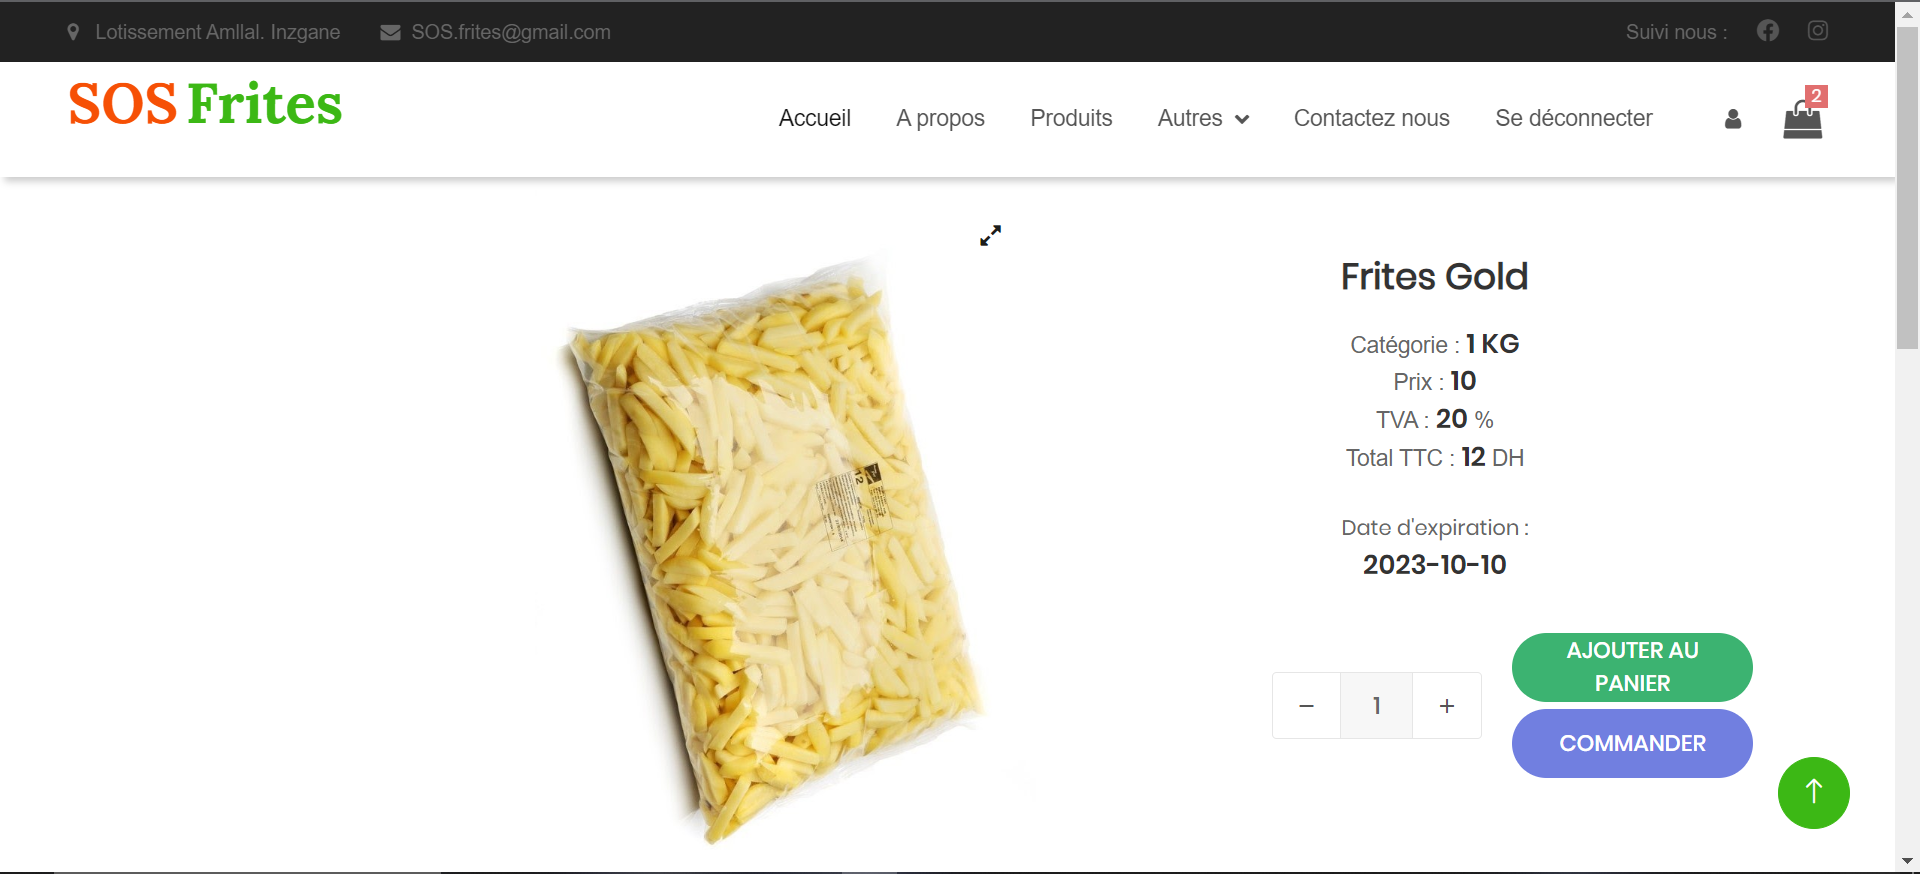 Lotissement Amllal. Inzgane
SOS.frites@gmail.com
Suivi nous :
SOS Frites
Accueil
A propos
Produits
Autres
Contactez nous
Se déconnecter
2
Frites Gold
Catégorie : 1 KG
Prix : 10
TVA : 20 %
Total TTC : 12 DH
Date d'expiration :
2023-10-10
− 1 +
AJOUTER AU
PANIER
COMMANDER